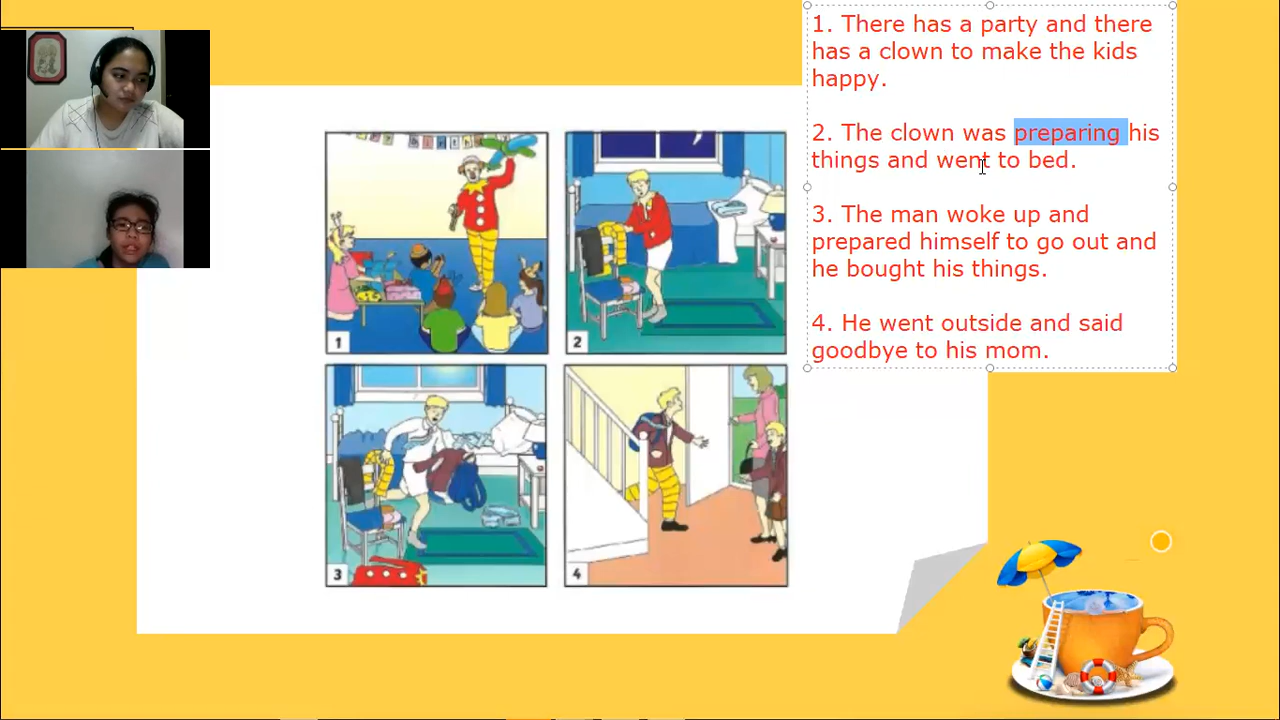 1. There has a party and there
has a clown to make the kids
happy.
2. The clown was preparing his
things and went to bed.
3. The man woke up and
prepared himself to go out and
he bought his things.
4. He went outside and said
goodbye to his mom.
1
2
3
4